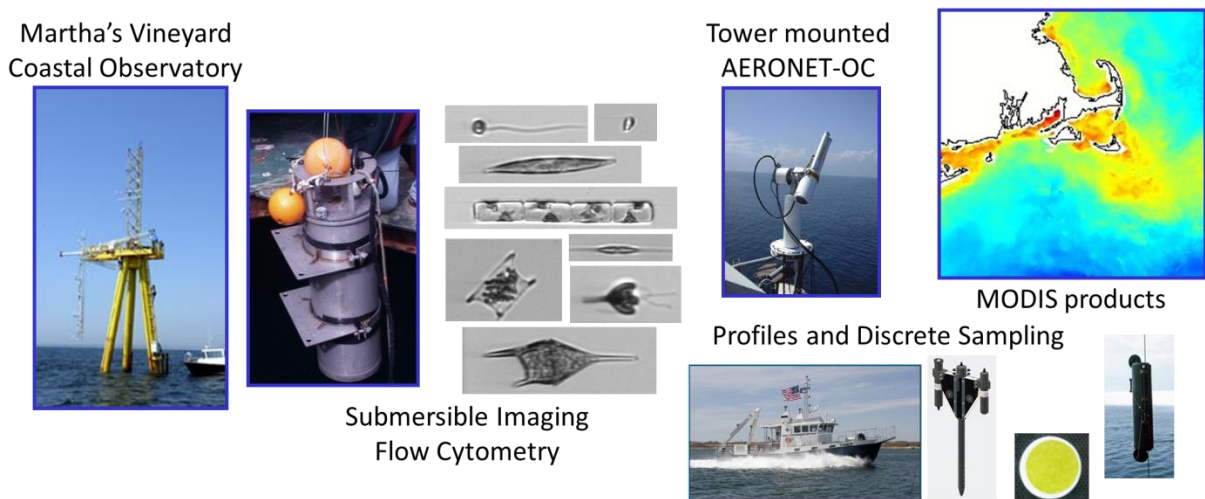 Martha's Vineyard
Coastal Observatory
Submersible Imaging
Flow Cytometry
Tower mounted
AERONET-OC
MODIS products
Profiles and Discrete Sampling